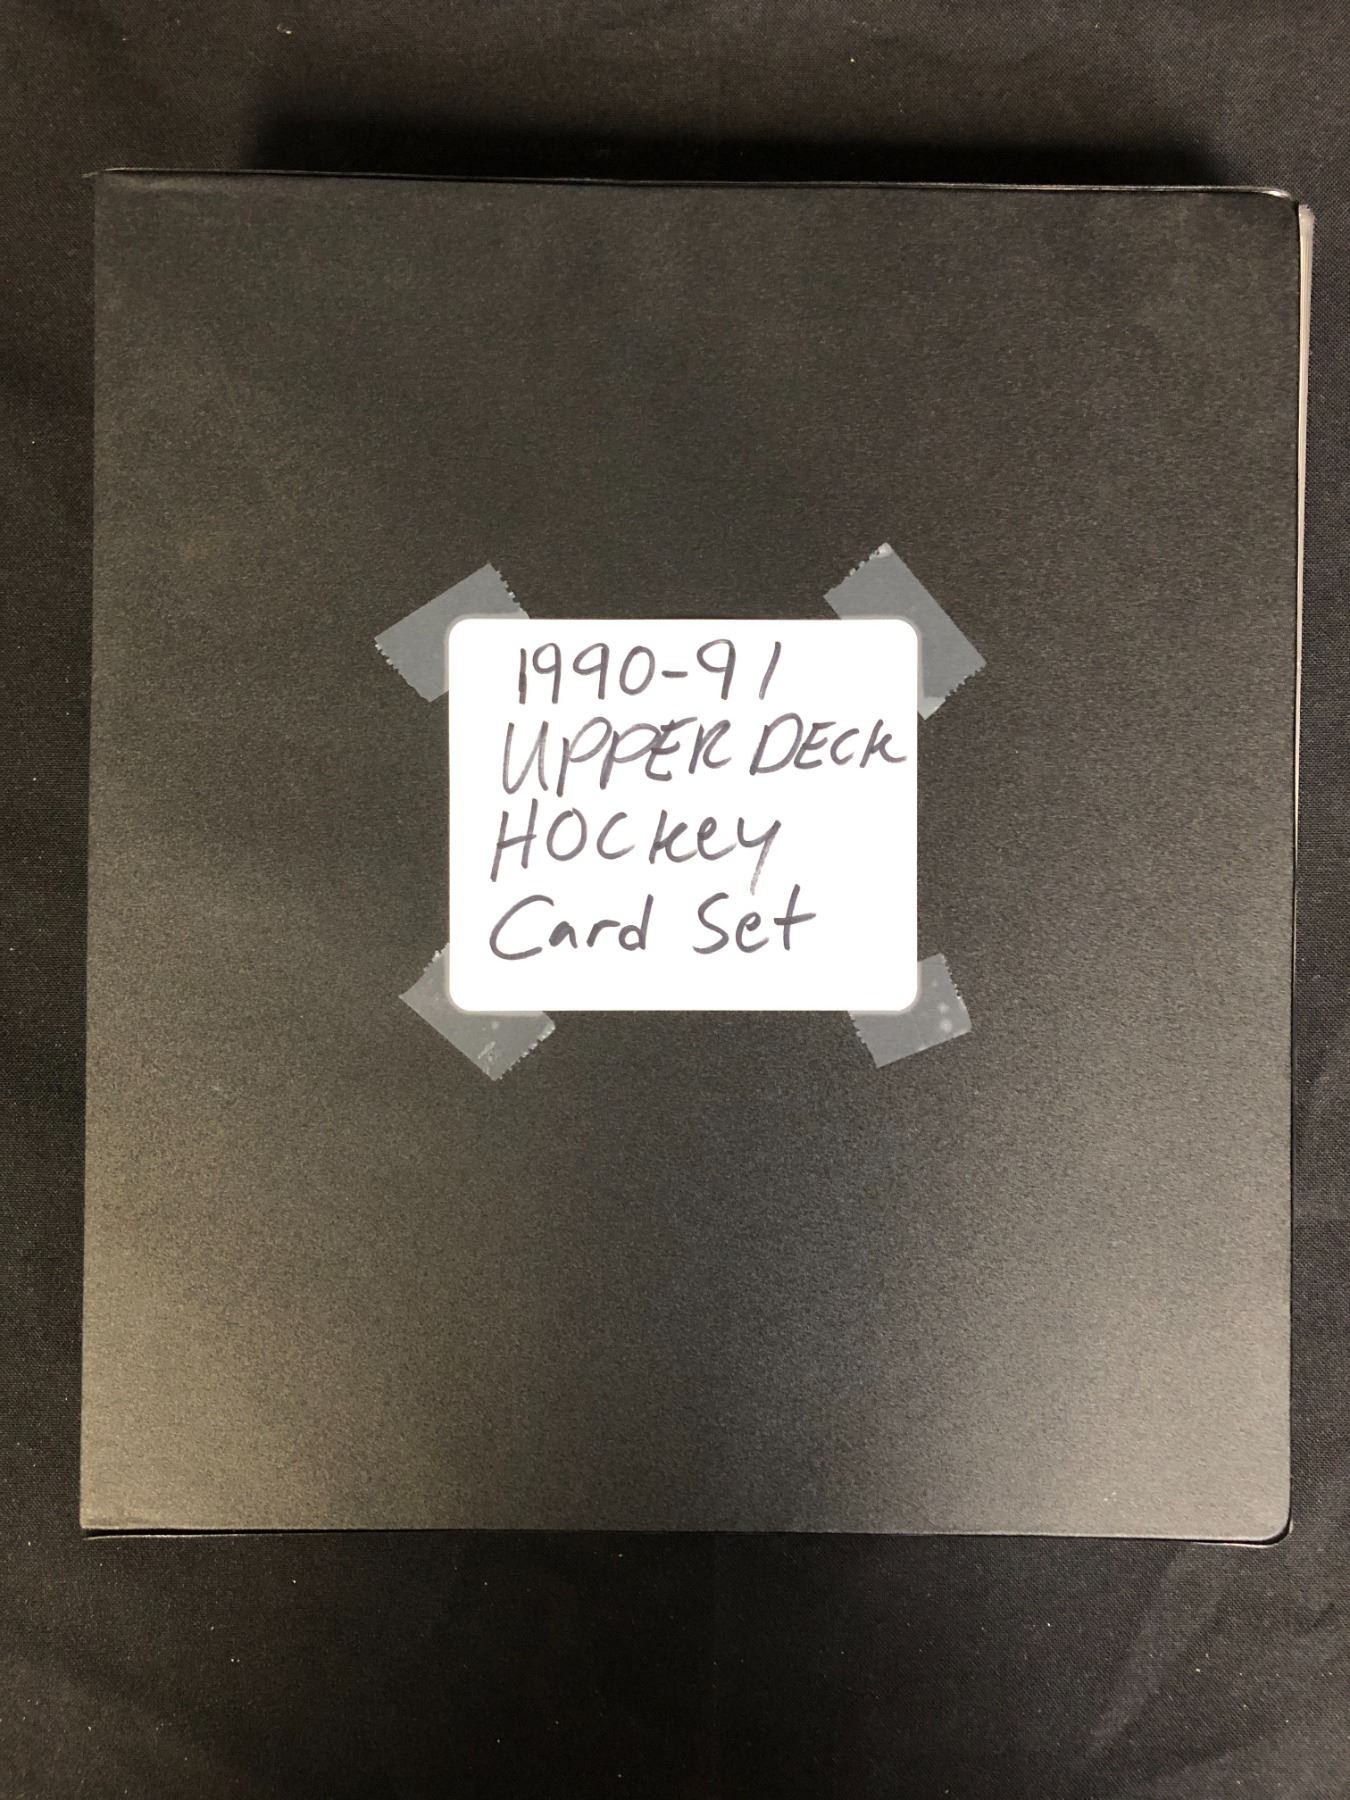 1990-91
UPPER DECK
HOCKey
Card Set